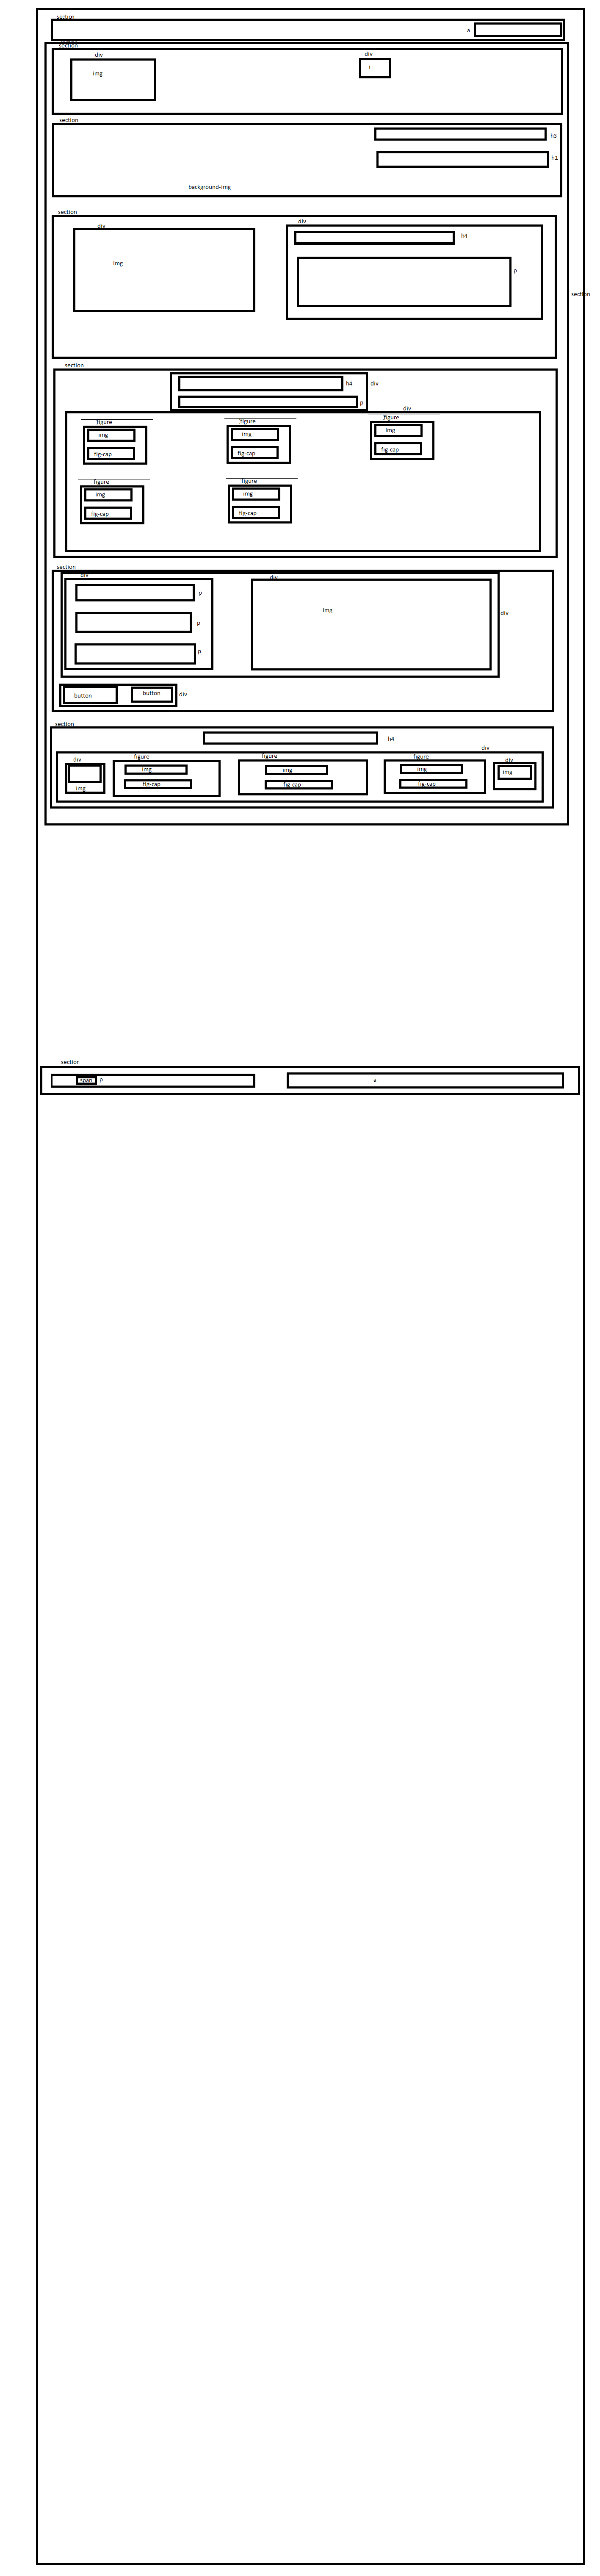 section
a
section
section
div
div
img
i
section
h3
h1
background-img
section
div
div
h4
img
p
section
section
h4
div
p
div
figure
figure
figure
img
img
img
fig-cap
fig-cap
fig-cap
figure
figure
img
img
fig-cap
fig-cap
section
div
div
p
img
div
p
p
button
button
div
section
h4
div
div
figure
figure
figure
div
img
img
img
img
img
fig-cap
fig-cap
fig-cap
section
span
p
a